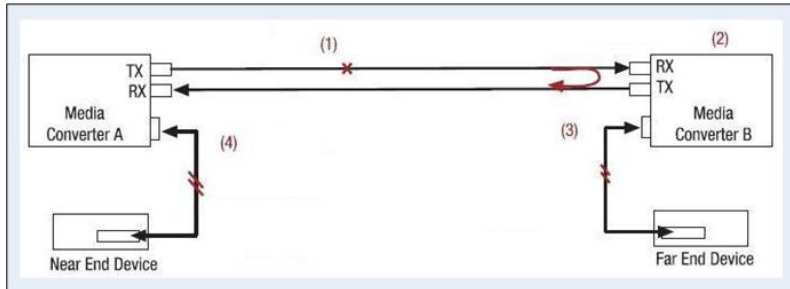 (1)
(2)
TX
RX
RX
TX
Media
Converter A
(4)
(3)
Media
Converter B
Near End Device
Far End Device